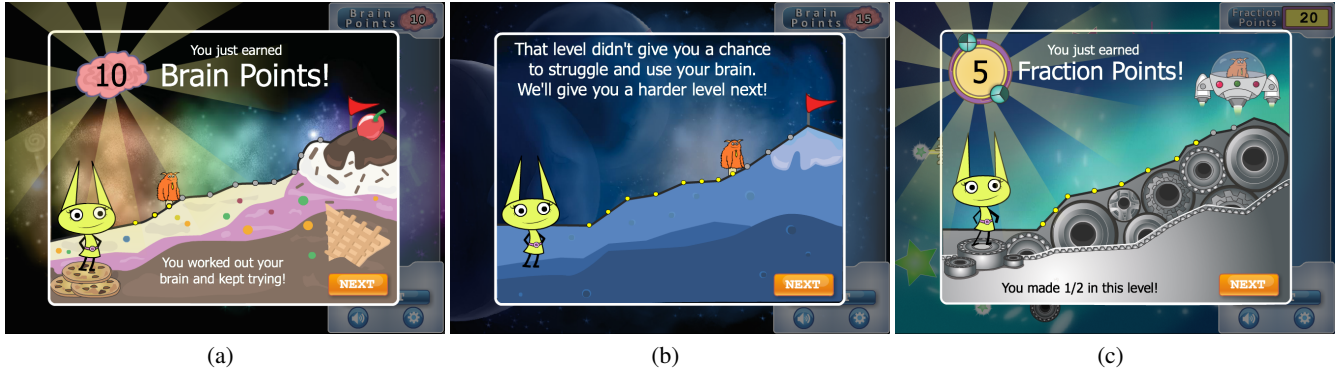 Brain
Points
10
You just earned
10
Brain Points!
You worked out your
brain and kept trying!
NEXT
(a)
Brain
Points
15
That level didn't give you a chance
to struggle and use your brain.
We'll give you a harder level next!
NEXT
(b)
Fraction
Points
20
You just earned
5
Fraction Points!
You made 1/2 in this level!
NEXT
(c)